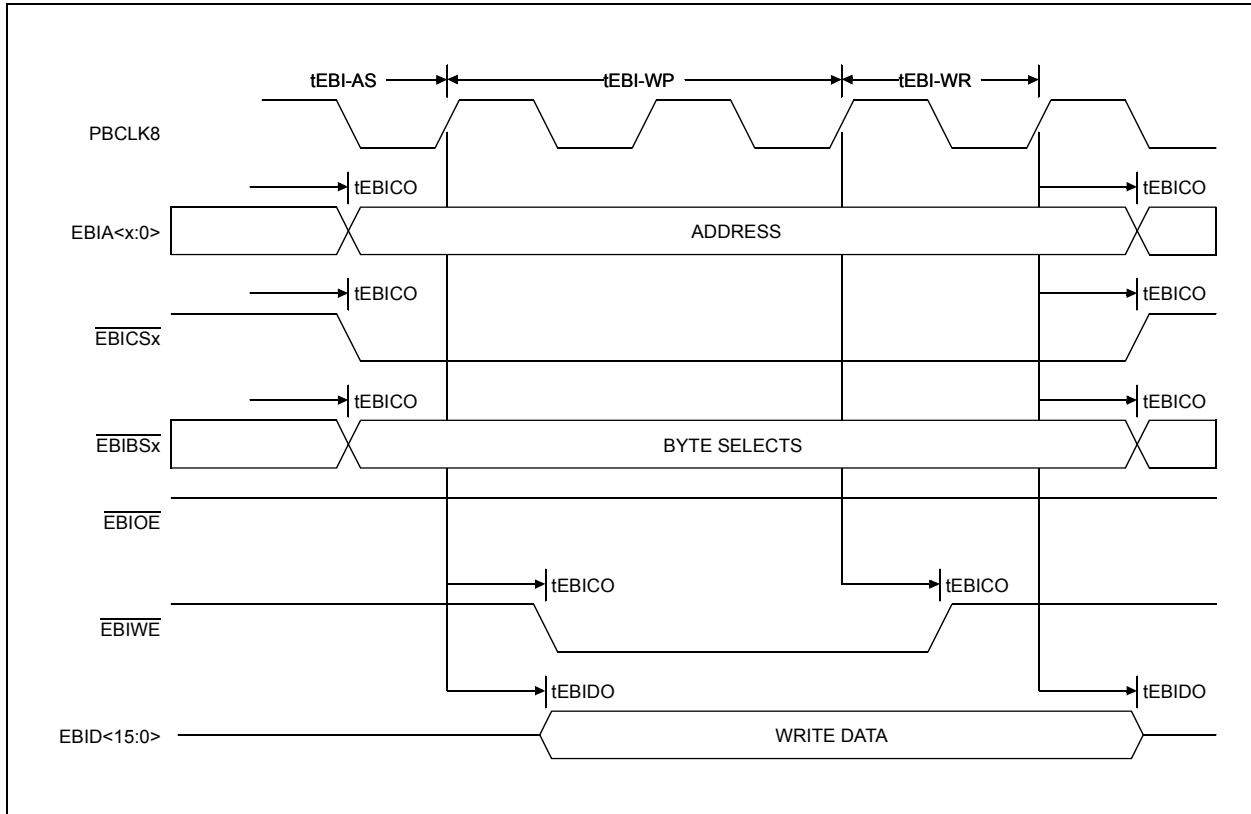 tEBI-AS tEBI-WP tEBI-WR
PBCLK8
tEBICO tEBICO
EBIA<x:0> ADDRESS
tEBICO tEBICO
EBICSx
tEBICO tEBICO
EBIBSx BYTE SELECTS
EBIOE
tEBICO tEBICO
EBIWE
tEBIDO tEBIDO
EBID<15:0> WRITE DATA